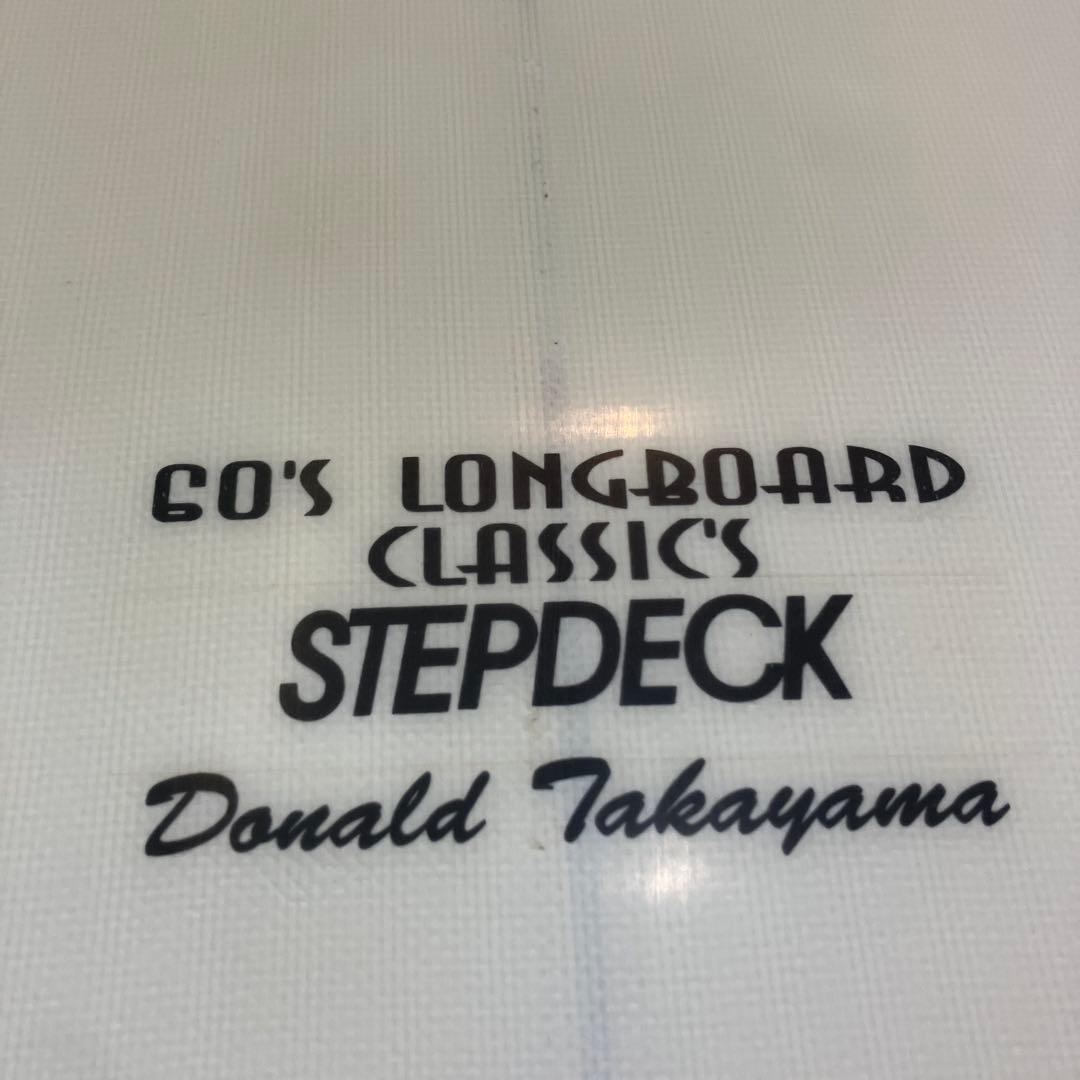 60'S LONGBOARD
CLASSIC'S
STEPDECK
Donald Takayama